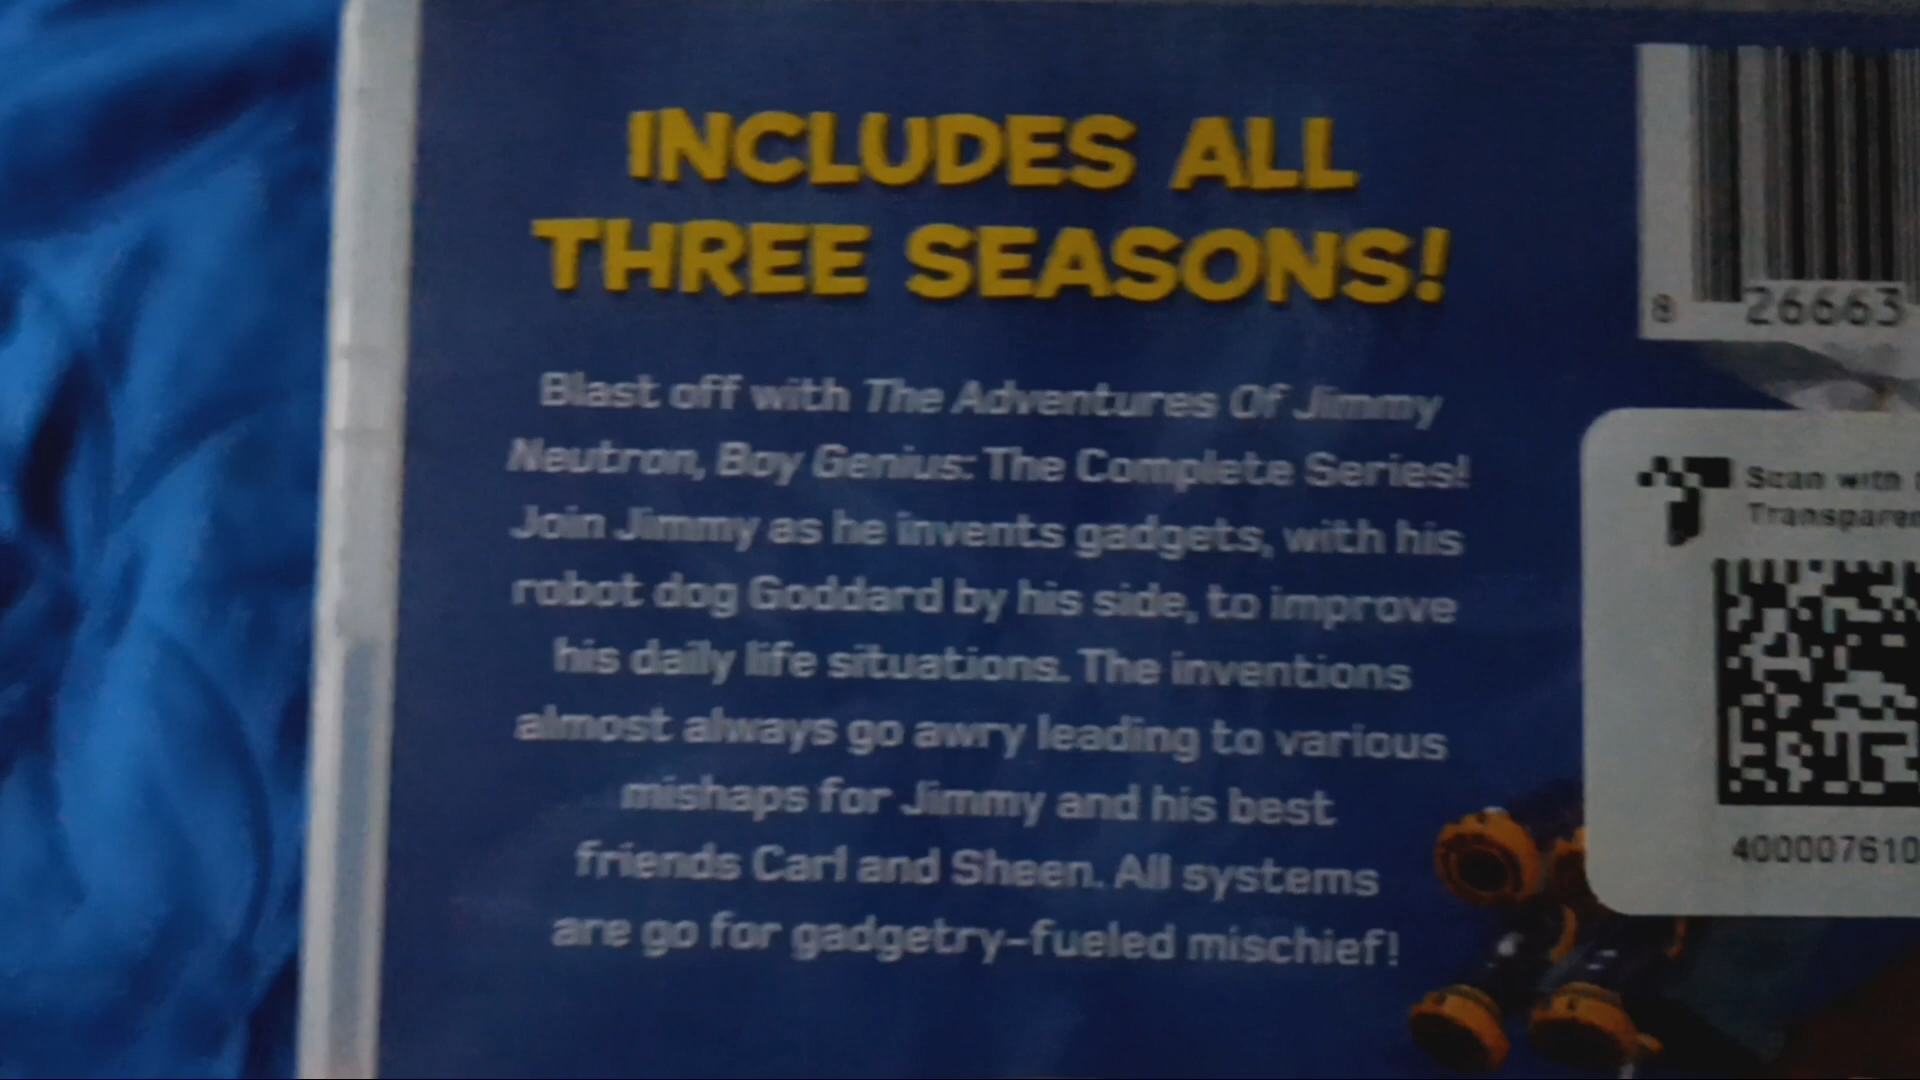 INCLUDES ALL
THREE SEASONS!
Blast off with The Adventures Of Jimmy
Neutron, Boy Genius: The Complete Series!
Join Jimmy as he invents gadgets, with his
robot dog Goddard by his side, to improve
his daily life situations. The inventions
almost always go awry leading to various
mishaps for Jimmy and his best
friends Carl and Sheen. All systems
are go for gadgetry-fueled mischief!
8 26663
Scan with
Transparen
400007610